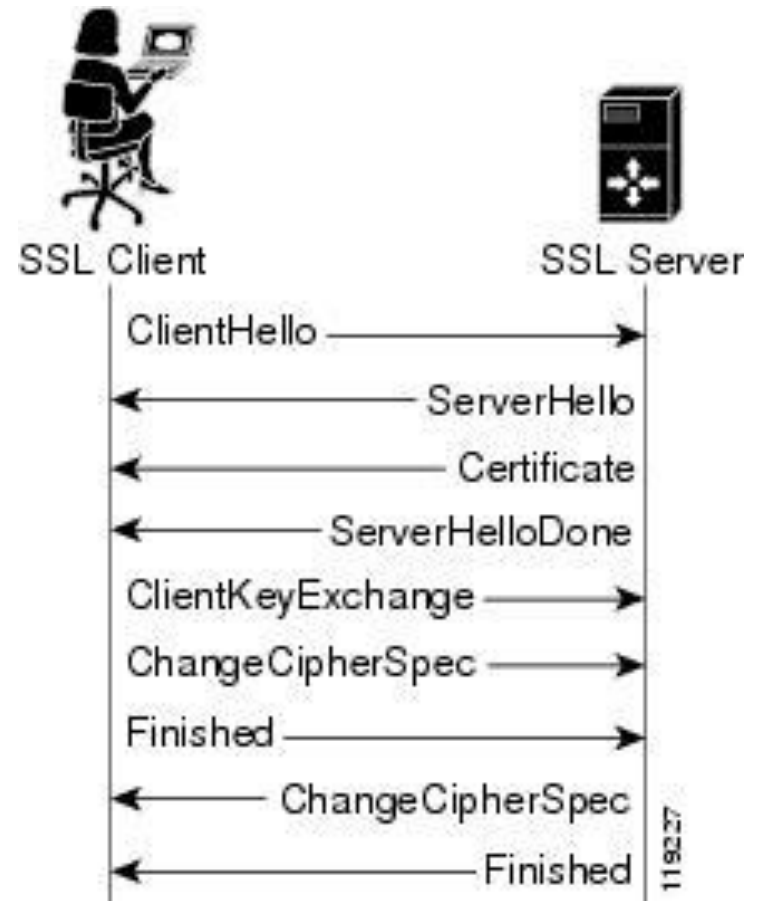 SSL Client
SSL Server
ClientHello
ServerHello
Certificate
ServerHelloDone
ClientKeyExchange
ChangeCipherSpec
Finished
ChangeCipherSpec
Finished
119227